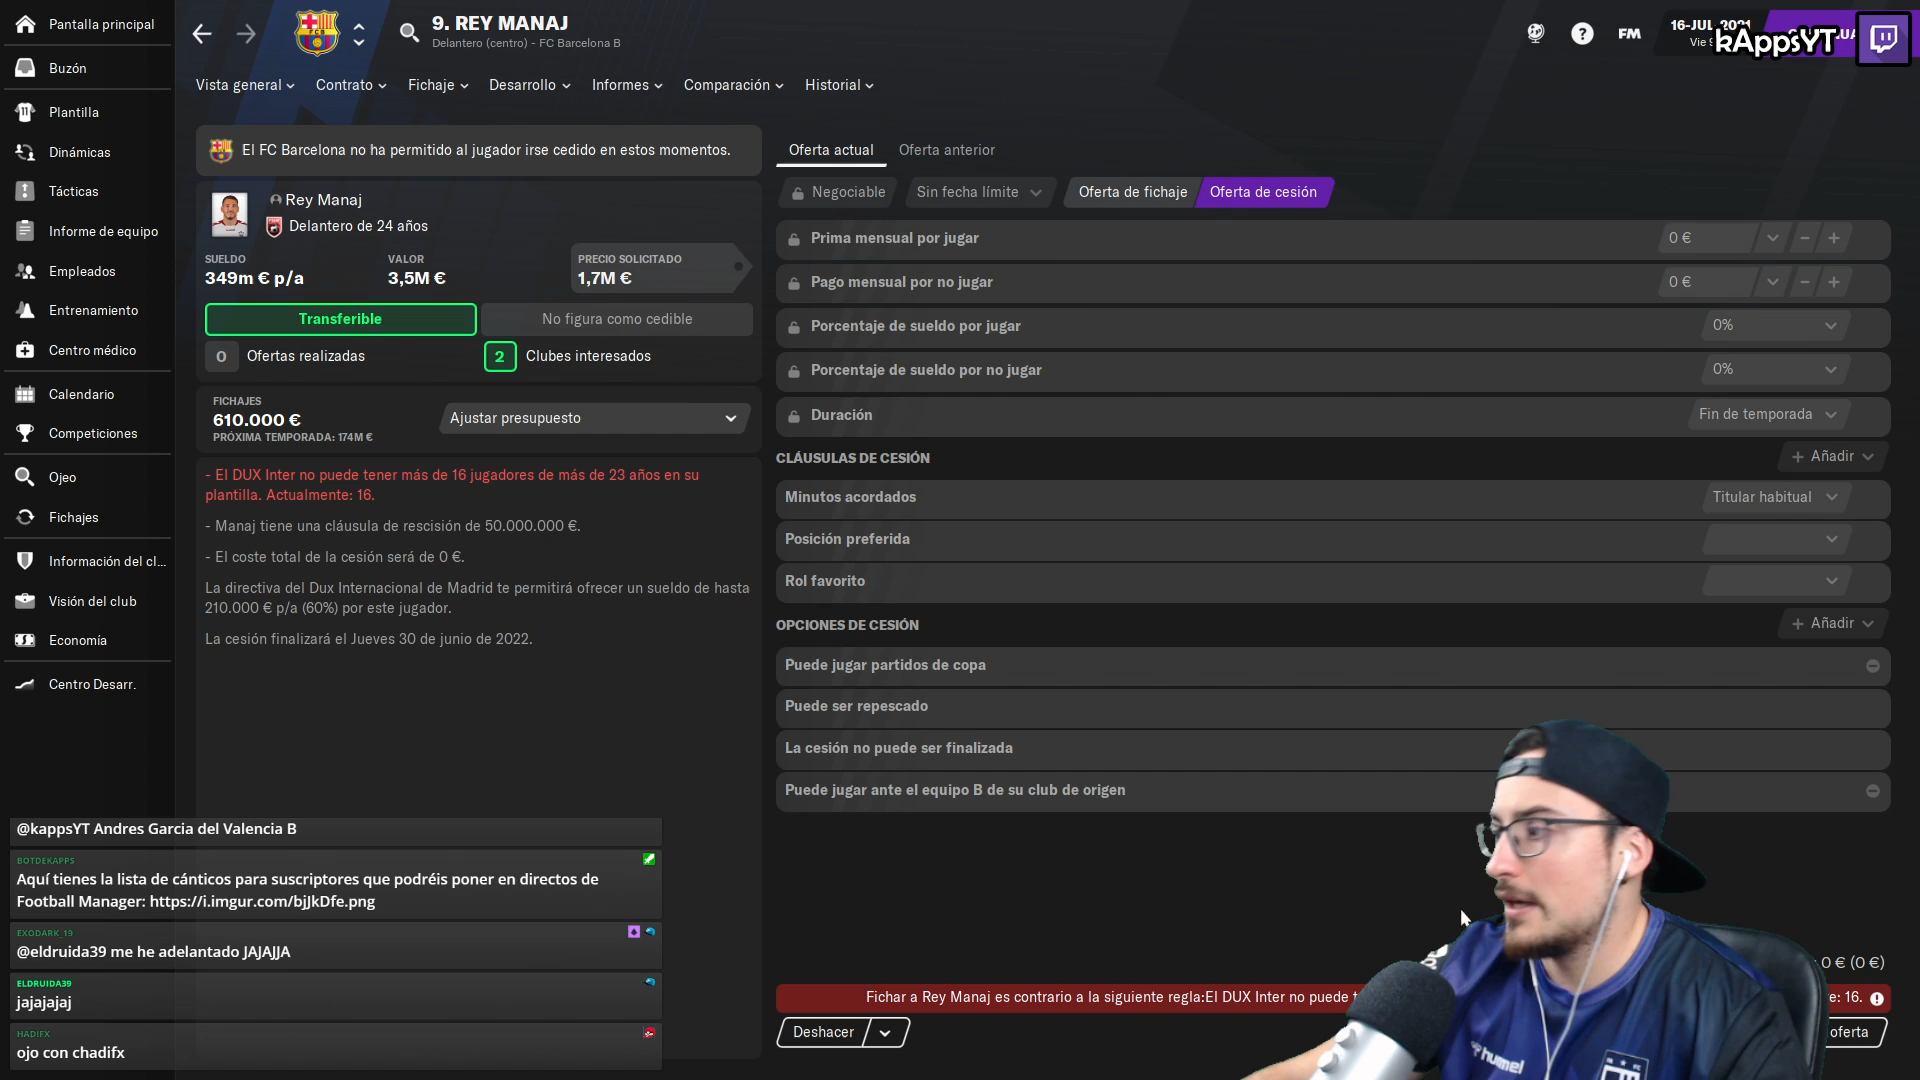 Pantalla principal
Buzón
Plantilla
Dinámicas
Tácticas
Informe de equipo
Empleados
Entrenamiento
Centro médico
Calendario
Competiciones
Ojeo
Fichajes
Información del cl...
Visión del club
Economía
Centro Desarr.
9. REY MANAJ
Delantero (centro) - FC Barcelona B
FM
16-JUL 2021
Vie
kAppsYT
Vista general
Contrato
Fichaje
Desarrollo
Informes
Comparación
Historial
El FC Barcelona no ha permitido al jugador irse cedido en estos momentos.
Rey Manaj
Delantero de 24 años
SUELDO
349m € p/a
VALOR
3,5M €
PRECIO SOLICITADO
1,7M €
Transferible
No figura como cedible
0 Ofertas realizadas
2 Clubes interesados
FICHAJES
610.000 €
PRÓXIMA TEMPORADA: 174M €
Ajustar presupuesto
- El DUX Inter no puede tener más de 16 jugadores de más de 23 años en su
plantilla. Actualmente: 16.
- Manaj tiene una cláusula de rescisión de 50.000.000 €.
- El coste total de la cesión será de 0 €.
La directiva del Dux Internacional de Madrid te permitirá ofrecer un sueldo de hasta
210.000 € p/a (60%) por este jugador.
La cesión finalizará el Jueves 30 de junio de 2022.
Oferta actual
Oferta anterior
Negociable
Sin fecha límite
Oferta de fichaje
Oferta de cesión
Prima mensual por jugar 0 €
Pago mensual por no jugar 0 €
Porcentaje de sueldo por jugar 0%
Porcentaje de sueldo por no jugar 0%
Duración Fin de temporada
CLÁUSULAS DE CESIÓN + Añadir
Minutos acordados Titular habitual
Posición preferida
Rol favorito
OPCIONES DE CESIÓN + Añadir
Puede jugar partidos de copa
Puede ser repescado
La cesión no puede ser finalizada
Puede jugar ante el equipo B de su club de origen
0 € (0 €)
Fichar a Rey Manaj es contrario a la siguiente regla:El DUX Inter no puede
e: 16.
Deshacer
oferta
@kappsYT Andres Garcia del Valencia B
BOTDEKAPPS
Aquí tienes la lista de cánticos para suscriptores que podréis poner en directos de
Football Manager: https://i.imgur.com/bjJkDfe.png
EXODARK_19
@eldruida39 me he adelantado JAJAJJA
ELDRUIDA39
jajajajaj
HADIFX
ojo con chadifx
hummel